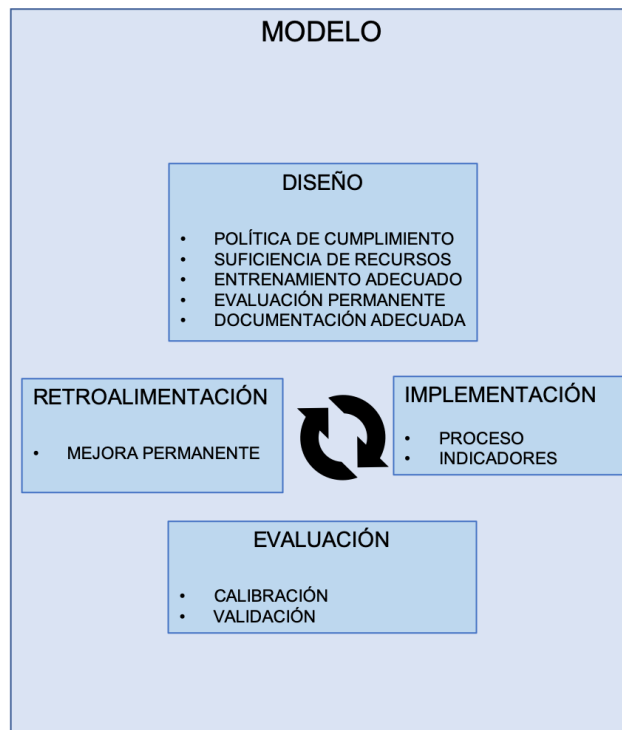 MODELO
DISEÑO
• POLÍTICA DE CUMPLIMIENTO
• SUFICIENCIA DE RECURSOS
• ENTRENAMIENTO ADECUADO
• EVALUACIÓN PERMANENTE
• DOCUMENTACIÓN ADECUADA
RETROALIMENTACIÓN
• MEJORA PERMANENTE
IMPLEMENTACIÓN
• PROCESO
• INDICADORES
EVALUACIÓN
• CALIBRACIÓN
• VALIDACIÓN